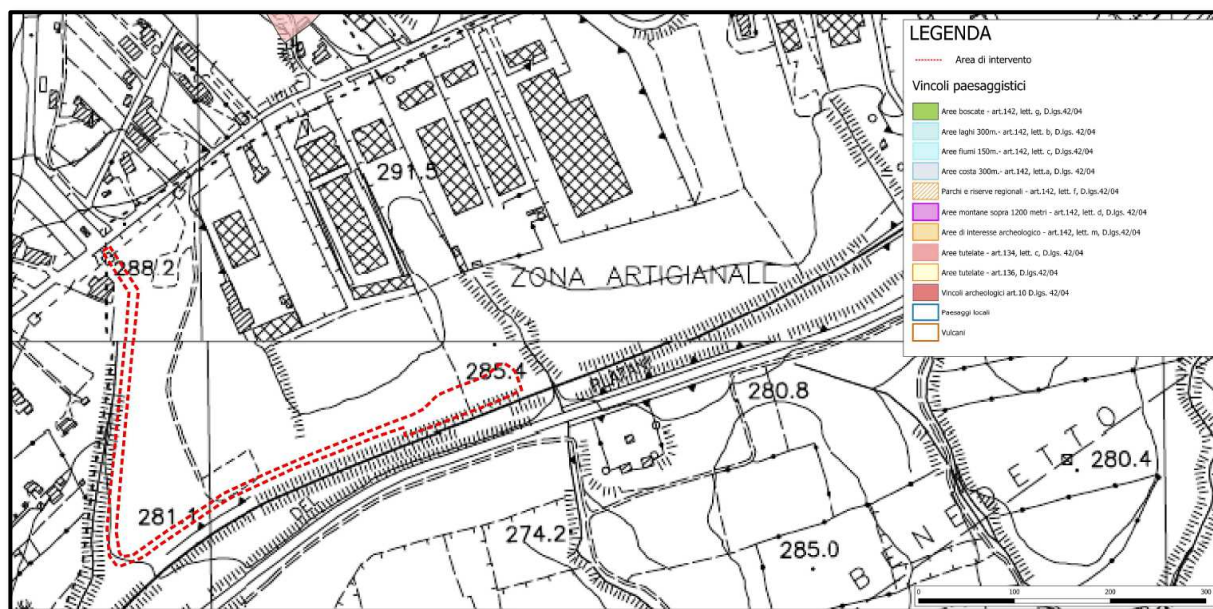 LEGENDA
Area di intervento
Vincoli paesaggistici
Aree boscate - art.142, lett. g, D.lgs.42/04
Aree laghi 300m.- art.142, lett. b, D.lgs. 42/04
Aree fiumi 150m.- art.142, lett. c, D.lgs.42/04
Aree costa 300m.- art.142, lett.a, D.lgs. 42/04
Parchi e riserve regionali - art.142, lett. f, D.lgs.42/04
Aree montane sopra 1200 metri - art.142, lett. d, D.lgs. 42/04
Aree di interesse archeologico - art.142, lett. m, D.lgs.42/04
Aree tutelate - art.134, lett. c, D.lgs. 42/04
Aree tutelate - art.136, D.lgs.42/04
Vincoli archeologici art.10 D.lgs. 42/04
Paesaggi locali
Vulcani
291.5
288.2
ZONA ARTIGIANALE
285.4
PLATANI
280.8
280.4
281.1
DEI
274.2
285.0
BENEDETTO
0 100 200 300